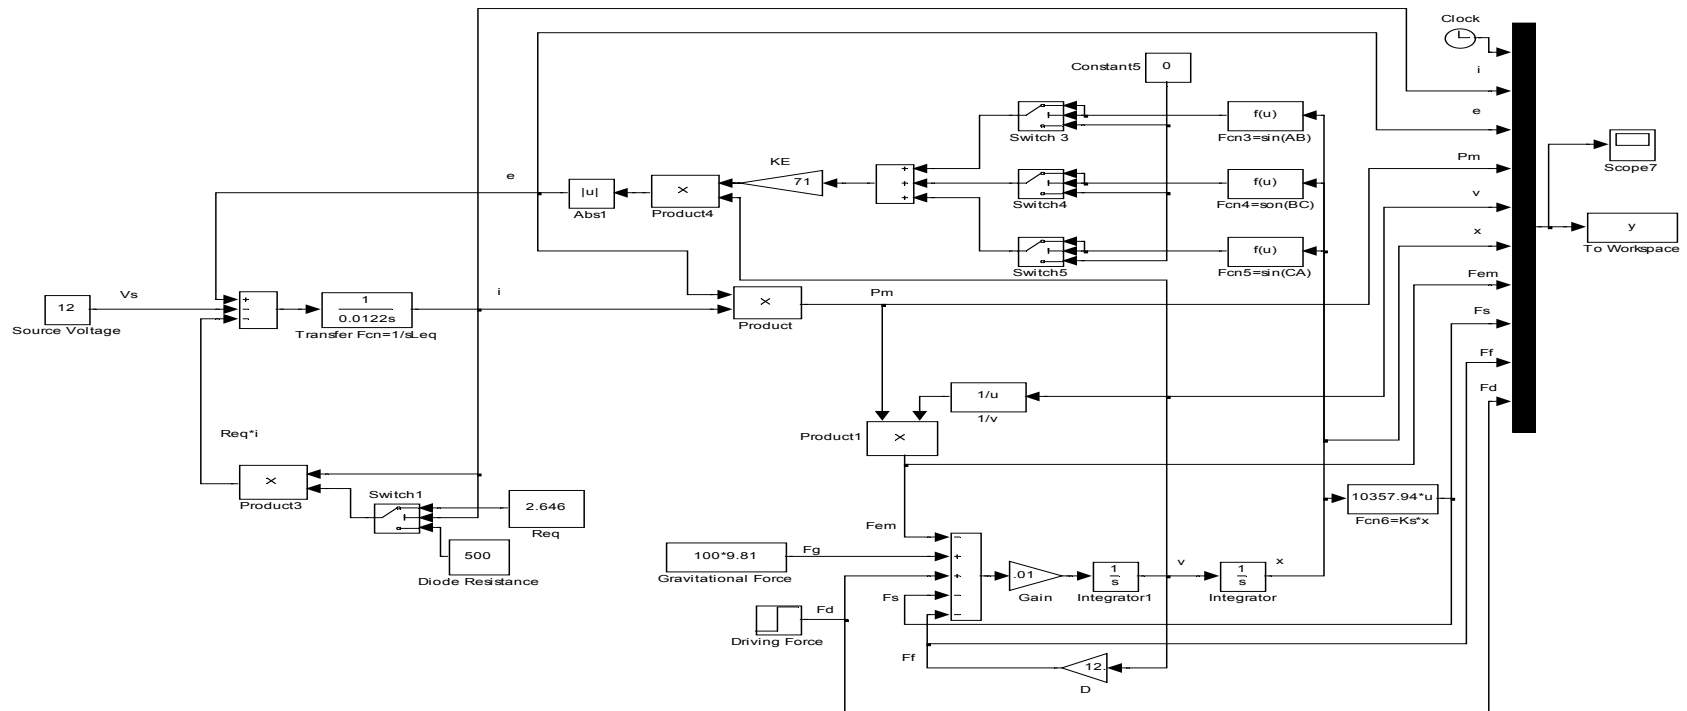 Clock
i
Constant5
0
e
f(u)
Switch 3
Fcn3=sin(AB)
Pm
Scope7
KE
71
e
|u|
Abs1
×
Product4
+
+
+
f(u)
Switch4
Fcn4=son(BC)
v
y
To Workspace
x
f(u)
Switch5
Fcn5=sin(CA)
Fem
Vs
12
Source Voltage
+
−
−
1
0.0122s
Transfer Fcn=1/sLeq
i
×
Product
Pm
Fs
Ff
Fd
1/u
1/v
Product1
×
Req*i
×
Product3
Switch1
2.646
Req
500
Diode Resistance
10357.94*u
Fcn6=Ks*x
Fem
100*9.81
Gravitational Force
Fg
−
+
+
−
−
.01
Gain
1
s
Integrator1
v
1
s
Integrator
x
Fs
Fd
Driving Force
Ff
12.
D